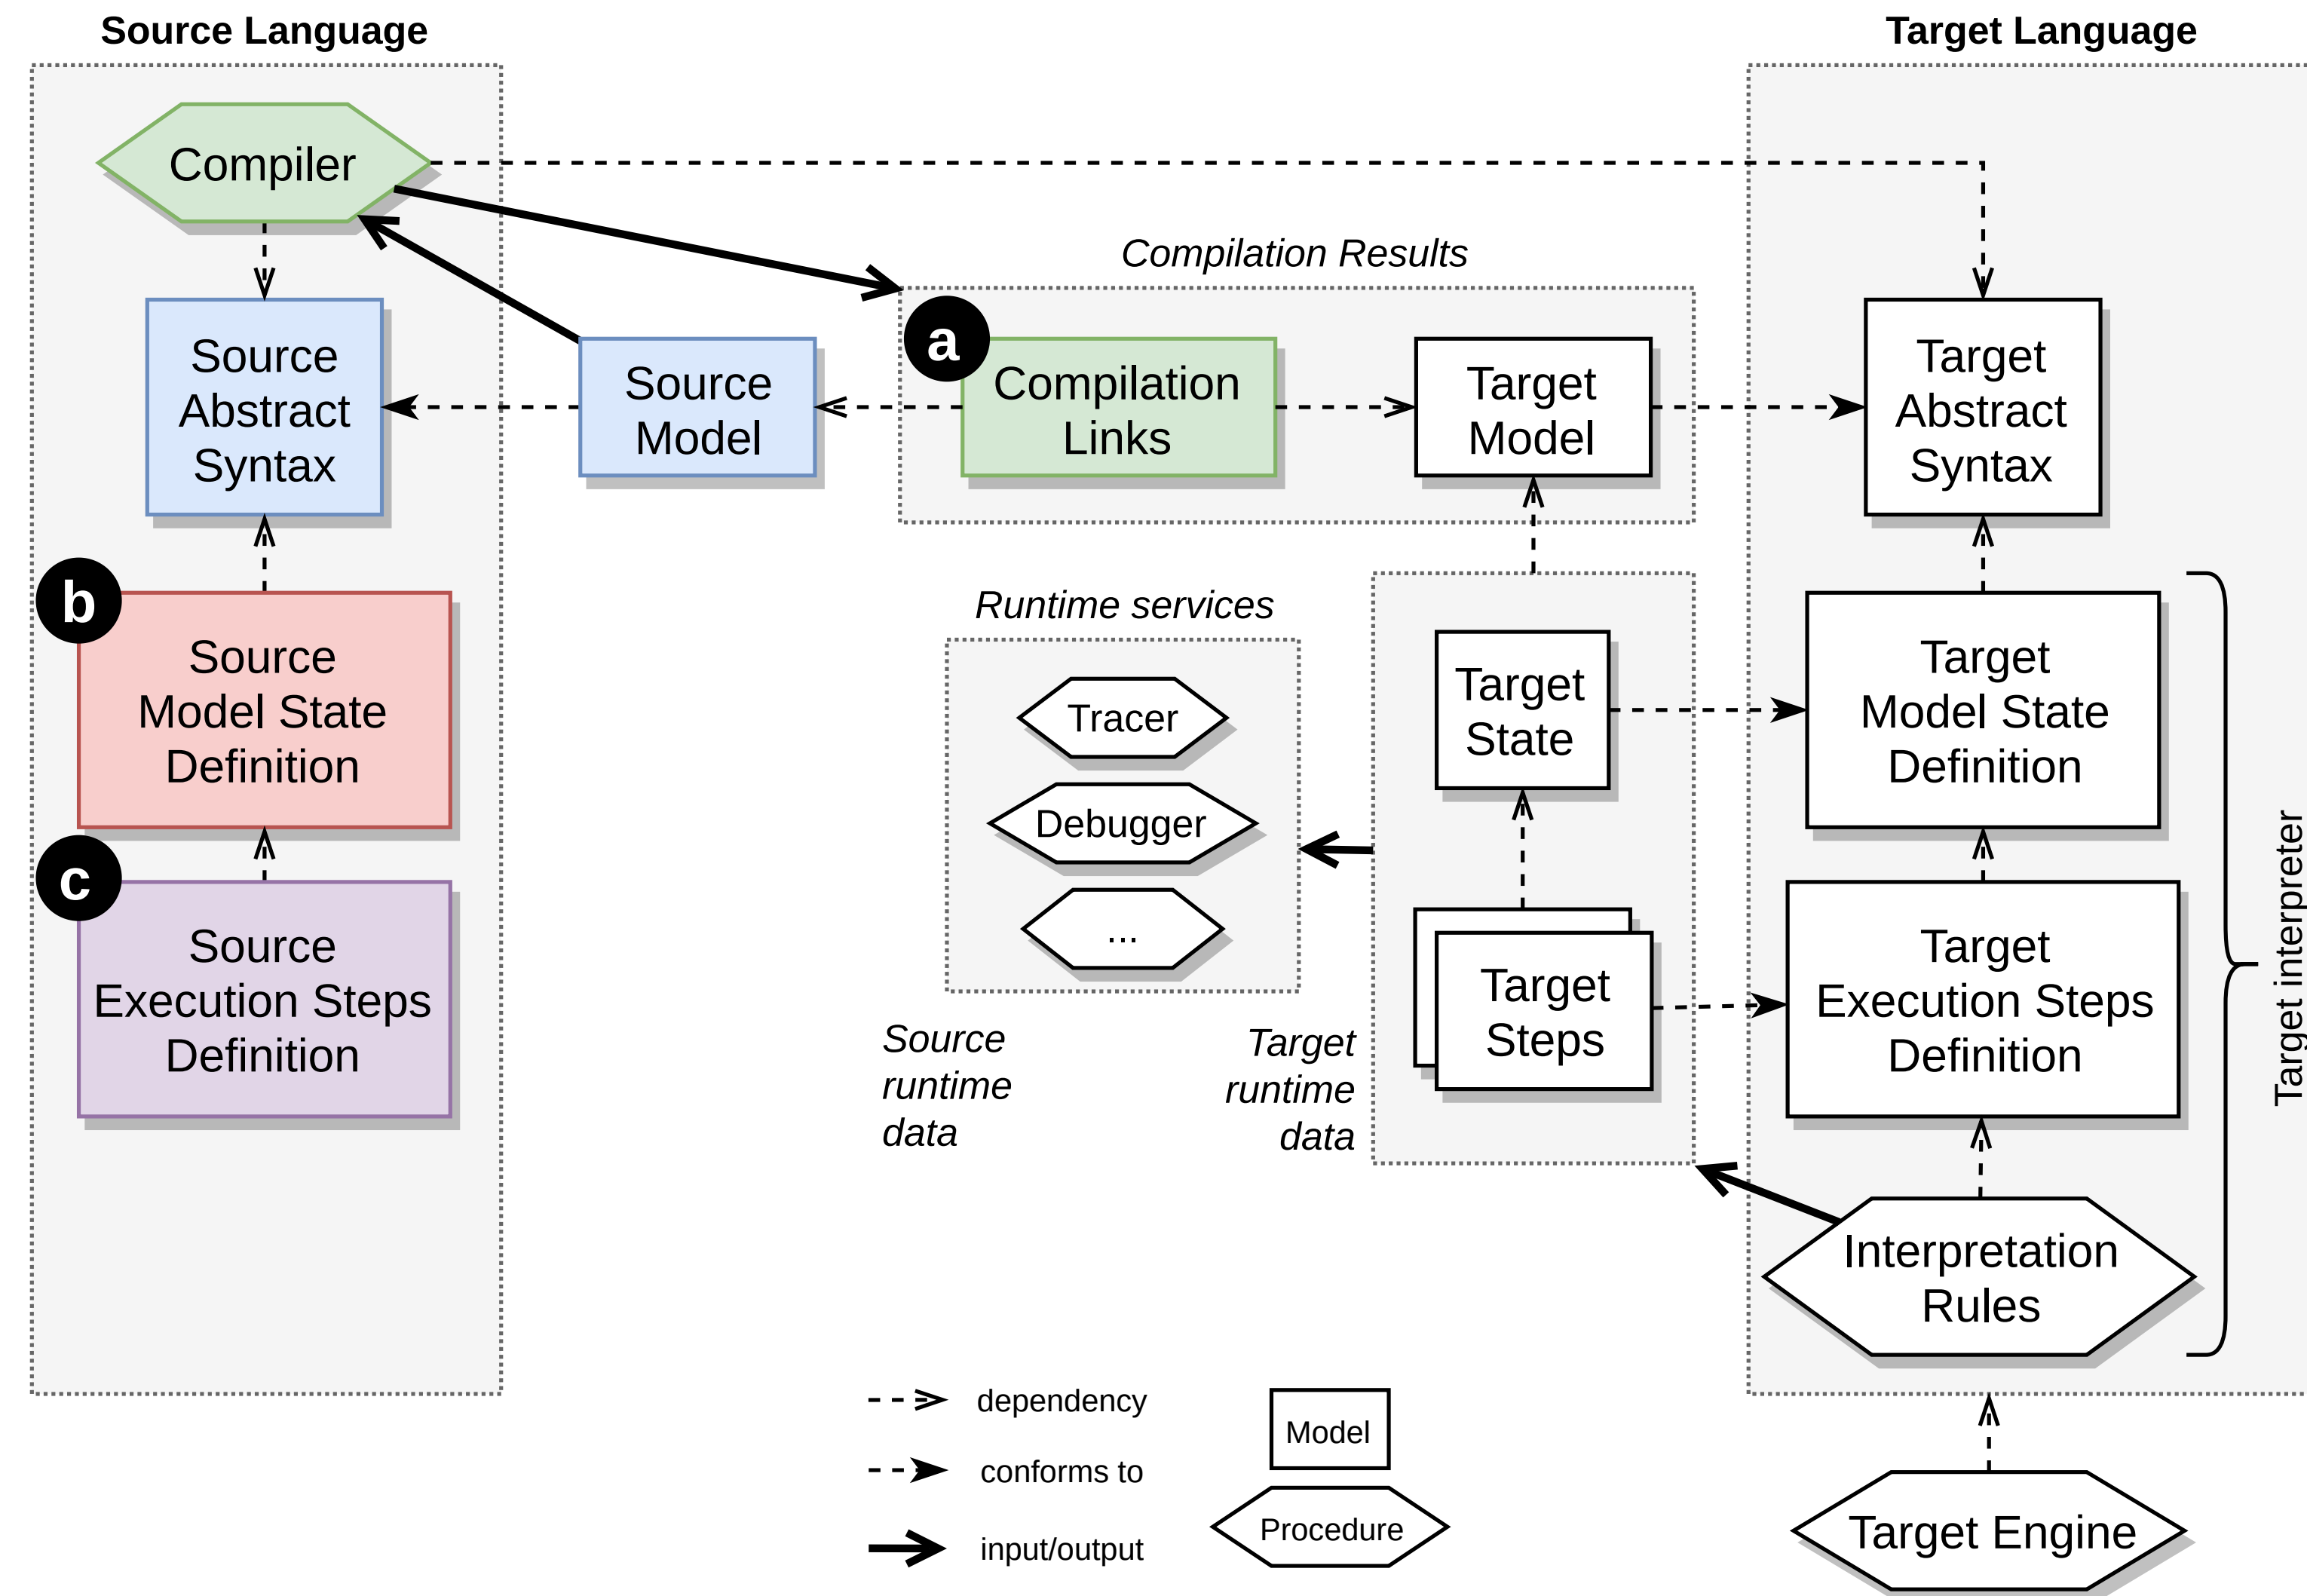 Source Language
Target Language
Compiler
Compilation Results
a
Source
Abstract
Syntax
Source
Model
Compilation
Links
Target
Model
Target
Abstract
Syntax
b
Source
Model State
Definition
Runtime services
Tracer
Debugger
...
Target
State
Target
Model State
Definition
c
Source
Execution Steps
Definition
Target
Steps
Target
Execution Steps
Definition
Target interpreter
Source
runtime
data
Target
runtime
data
Interpretation
Rules
dependency
conforms to
input/output
Model
Procedure
Target Engine